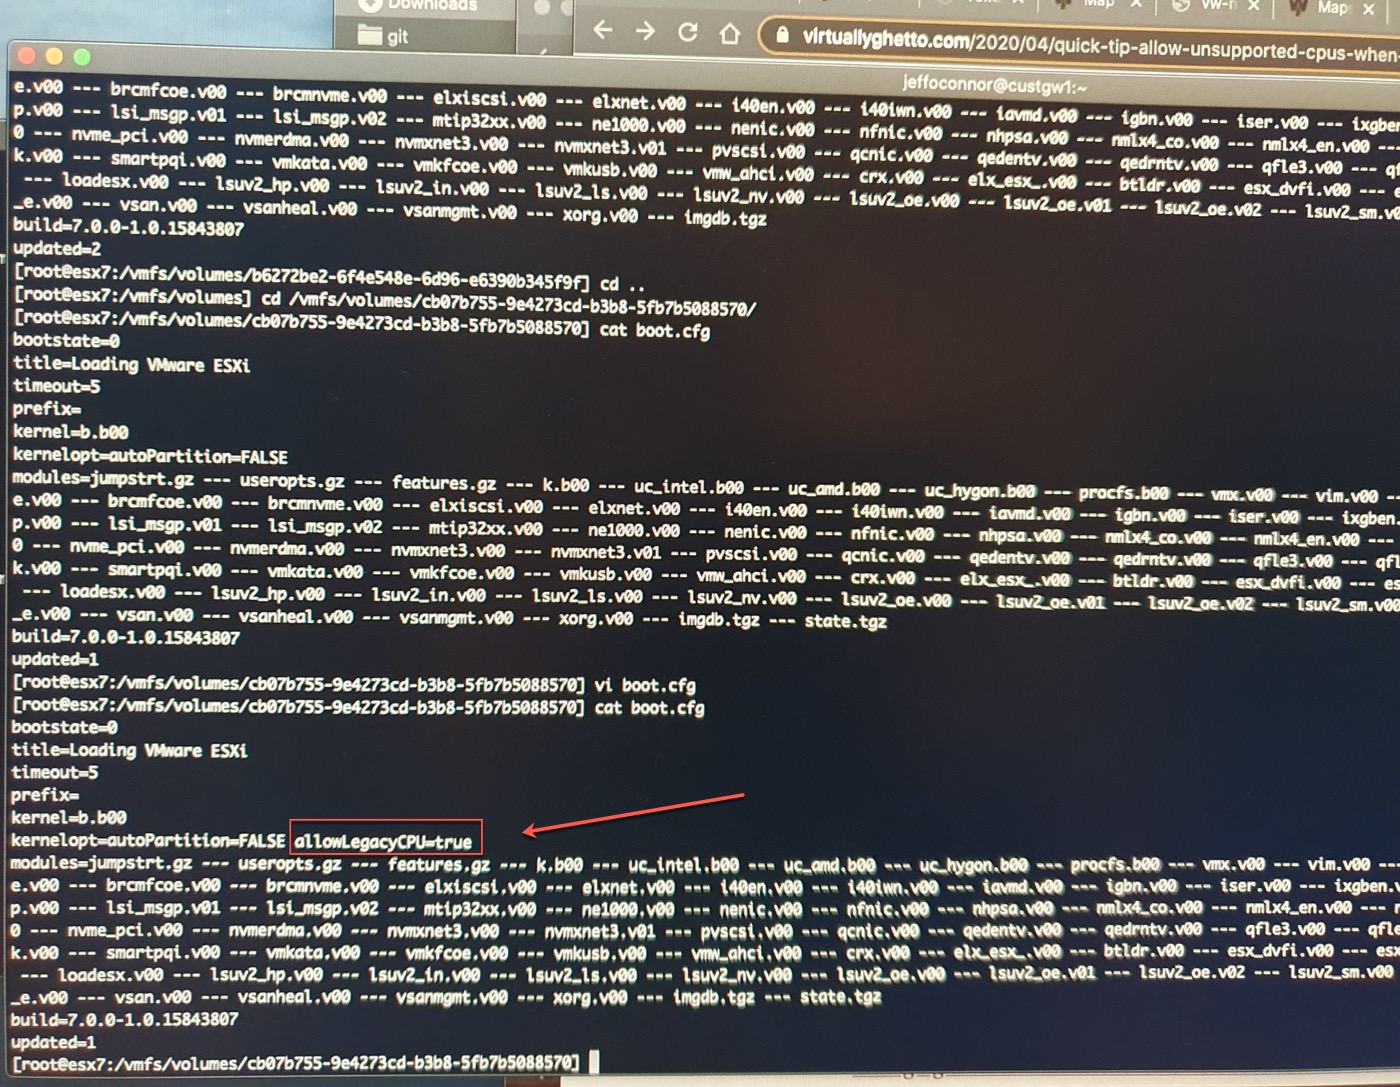 Downloads
git
virtuallyghetto.com/2020/04/quick-tip-allow-unsupported-cpus-when-
Map
vw-r
Map
jeffoconnor@custgw1:~
e.v00 --- brcmfcoe.v00 --- brcmnvme.v00 --- elxiscsi.v00 --- elxnet.v00 --- i40en.v00 --- i40iwn.v00 --- iavmd.v00 --- igbn.v00 --- iser.v00 --- ixgben
p.v00 --- lsi_msgp.v01 --- lsi_msgp.v02 --- mtip32xx.v00 --- ne1000.v00 --- nenic.v00 --- nfnic.v00 --- nhpsa.v00 --- nmlx4_co.v00 --- nmlx4_en.v00 ---
0 --- nvme_pci.v00 --- nvmerdma.v00 --- nvmxnet3.v00 --- nvmxnet3.v01 --- pvscsi.v00 --- qcnic.v00 --- qedentv.v00 --- qedrntv.v00 --- qfle3.v00 --- qf
k.v00 --- smartpqi.v00 --- vmkata.v00 --- vmkfcoe.v00 --- vmkusb.v00 --- vmw_ahci.v00 --- crx.v00 --- elx_esx_.v00 --- btldr.v00 --- esx_dvfi.v00 ---
--- loadesx.v00 --- lsuv2_hp.v00 --- lsuv2_in.v00 --- lsuv2_ls.v00 --- lsuv2_nv.v00 --- lsuv2_oe.v00 --- lsuv2_oe.v01 --- lsuv2_oe.v02 --- lsuv2_sm.v0
_e.v00 --- vsan.v00 --- vsanheal.v00 --- vsanmgmt.v00 --- xorg.v00 --- imgdb.tgz
build=7.0.0-1.0.15843807
updated=2
[root@esx7:/vmfs/volumes/b6272be2-6f4e548e-6d96-e6390b345f9f] cd ..
[root@esx7:/vmfs/volumes] cd /vmfs/volumes/cb07b755-9e4273cd-b3b8-5fb7b5088570/
[root@esx7:/vmfs/volumes/cb07b755-9e4273cd-b3b8-5fb7b5088570] cat boot.cfg
bootstate=0
title=Loading VMware ESXi
timeout=5
prefix=
kernel=b.b00
kernelopt=autoPartition=FALSE
modules=jumpstrt.gz --- useropts.gz --- features.gz --- k.b00 --- uc_intel.b00 --- uc_amd.b00 --- uc_hygon.b00 --- procfs.b00 --- vmx.v00 --- vim.v00 --
e.v00 --- brcmfcoe.v00 --- brcmnvme.v00 --- elxiscsi.v00 --- elxnet.v00 --- i40en.v00 --- i40iwn.v00 --- iavmd.v00 --- igbn.v00 --- iser.v00 --- ixgben
p.v00 --- lsi_msgp.v01 --- lsi_msgp.v02 --- mtip32xx.v00 --- ne1000.v00 --- nenic.v00 --- nfnic.v00 --- nhpsa.v00 --- nmlx4_co.v00 --- nmlx4_en.v00 ---
0 --- nvme_pci.v00 --- nvmerdma.v00 --- nvmxnet3.v00 --- nvmxnet3.v01 --- pvscsi.v00 --- qcnic.v00 --- qedentv.v00 --- qedrntv.v00 --- qfle3.v00 --- qfl
k.v00 --- smartpqi.v00 --- vmkata.v00 --- vmkfcoe.v00 --- vmkusb.v00 --- vmw_ahci.v00 --- crx.v00 --- elx_esx_.v00 --- btldr.v00 --- esx_dvfi.v00 --- es
--- loadesx.v00 --- lsuv2_hp.v00 --- lsuv2_in.v00 --- lsuv2_ls.v00 --- lsuv2_nv.v00 --- lsuv2_oe.v00 --- lsuv2_oe.v01 --- lsuv2_oe.v02 --- lsuv2_sm.v00
_e.v00 --- vsan.v00 --- vsanheal.v00 --- vsanmgmt.v00 --- xorg.v00 --- imgdb.tgz --- state.tgz
build=7.0.0-1.0.15843807
updated=1
[root@esx7:/vmfs/volumes/cb07b755-9e4273cd-b3b8-5fb7b5088570] vi boot.cfg
[root@esx7:/vmfs/volumes/cb07b755-9e4273cd-b3b8-5fb7b5088570] cat boot.cfg
bootstate=0
title=Loading VMware ESXi
timeout=5
prefix=
kernel=b.b00
kernelopt=autoPartition=FALSE allowLegacyCPU=true
modules=jumpstrt.gz --- useropts.gz --- features.gz --- k.b00 --- uc_intel.b00 --- uc_amd.b00 --- uc_hygon.b00 --- procfs.b00 --- vmx.v00 --- vim.v00 --
e.v00 --- brcmfcoe.v00 --- brcmnvme.v00 --- elxiscsi.v00 --- elxnet.v00 --- i40en.v00 --- i40iwn.v00 --- iavmd.v00 --- igbn.v00 --- iser.v00 --- ixgben.
p.v00 --- lsi_msgp.v01 --- lsi_msgp.v02 --- mtip32xx.v00 --- ne1000.v00 --- nenic.v00 --- nfnic.v00 --- nhpsa.v00 --- nmlx4_co.v00 --- nmlx4_en.v00 ---
0 --- nvme_pci.v00 --- nvmerdma.v00 --- nvmxnet3.v00 --- nvmxnet3.v01 --- pvscsi.v00 --- qcnic.v00 --- qedentv.v00 --- qedrntv.v00 --- qfle3.v00 --- qfle
k.v00 --- smartpqi.v00 --- vmkata.v00 --- vmkfcoe.v00 --- vmkusb.v00 --- vmw_ahci.v00 --- crx.v00 --- elx_esx_.v00 --- btldr.v00 --- esx_dvfi.v00 --- es
--- loadesx.v00 --- lsuv2_hp.v00 --- lsuv2_in.v00 --- lsuv2_ls.v00 --- lsuv2_nv.v00 --- lsuv2_oe.v00 --- lsuv2_oe.v01 --- lsuv2_oe.v02 --- lsuv2_sm.v00
_e.v00 --- vsan.v00 --- vsanheal.v00 --- vsanmgmt.v00 --- xorg.v00 --- imgdb.tgz --- state.tgz
build=7.0.0-1.0.15843807
updated=1
[root@esx7:/vmfs/volumes/cb07b755-9e4273cd-b3b8-5fb7b5088570]